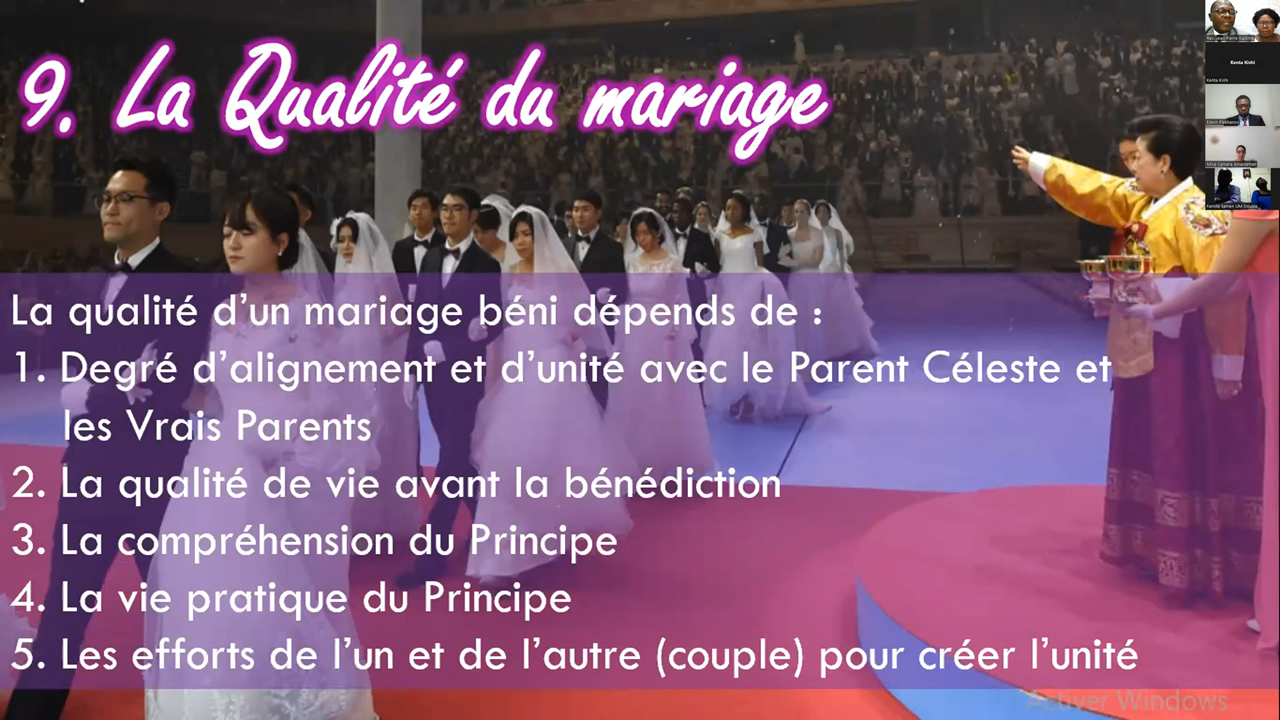 9. La Qualité du mariage
La qualité d'un mariage béni dépends de :
1. Degré d'alignement et d'unité avec le Parent Céleste et
les Vrais Parents
2. La qualité de vie avant la bénédiction
3. La compréhension du Principe
4. La vie pratique du Principe
5. Les efforts de l'un et de l'autre (couple) pour créer l'unité
Kenta Kishi
Kenta Kishi
Activer Windows